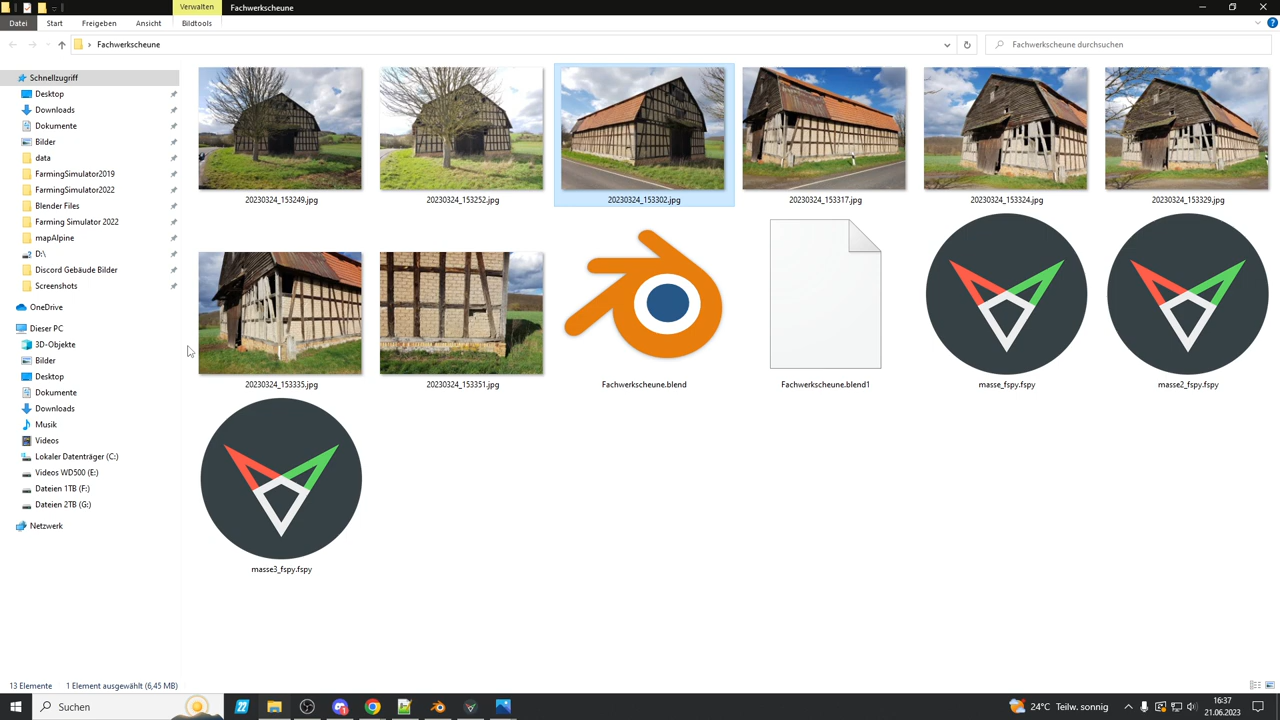 Verwalten
Fachwerkscheune
Datei
Start
Freigeben
Ansicht
Bildtools
Fachwerkscheune
Fachwerkscheune durchsuchen
Schnellzugriff
Desktop
Downloads
Dokumente
Bilder
data
FarmingSimulator2019
FarmingSimulator2022
Blender Files
Farming Simulator 2022
mapAlpine
D:\
Discord Gebäude Bilder
Screenshots
OneDrive
Dieser PC
3D-Objekte
Bilder
Desktop
Dokumente
Downloads
Musik
Videos
Lokaler Datenträger (C:)
Videos WD500 (E:)
Dateien 1TB (F:)
Dateien 2TB (G:)
Netzwerk
20230324_153249.jpg
20230324_153252.jpg
20230324_153302.jpg
20230324_153317.jpg
20230324_153324.jpg
20230324_153329.jpg
20230324_153335.jpg
20230324_153351.jpg
Fachwerkscheune.blend
Fachwerkscheune.blend1
masse_fspy.fspy
masse2_fspy.fspy
masse3_fspy.fspy
13 Elemente
1 Element ausgewählt (6,45 MB)
Suchen
24°C Teilw. sonnig
16:37
21.06.2023